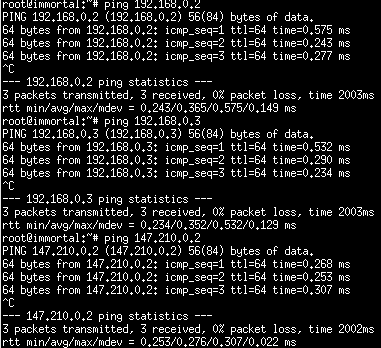 root@immortal:~# ping 192.168.0.2
PING 192.168.0.2 (192.168.0.2) 56(84) bytes of data.
64 bytes from 192.168.0.2: icmp_seq=1 ttl=64 time=0.575 ms
64 bytes from 192.168.0.2: icmp_seq=2 ttl=64 time=0.243 ms
64 bytes from 192.168.0.2: icmp_seq=3 ttl=64 time=0.277 ms
^C
--- 192.168.0.2 ping statistics ---
3 packets transmitted, 3 received, 0% packet loss, time 2003ms
rtt min/avg/max/mdev = 0.243/0.365/0.575/0.149 ms
root@immortal:~# ping 192.168.0.3
PING 192.168.0.3 (192.168.0.3) 56(84) bytes of data.
64 bytes from 192.168.0.3: icmp_seq=1 ttl=64 time=0.532 ms
64 bytes from 192.168.0.3: icmp_seq=2 ttl=64 time=0.290 ms
64 bytes from 192.168.0.3: icmp_seq=3 ttl=64 time=0.234 ms
^C
--- 192.168.0.3 ping statistics ---
3 packets transmitted, 3 received, 0% packet loss, time 2003ms
rtt min/avg/max/mdev = 0.234/0.352/0.532/0.129 ms
root@immortal:~# ping 147.210.0.2
PING 147.210.0.2 (147.210.0.2) 56(84) bytes of data.
64 bytes from 147.210.0.2: icmp_seq=1 ttl=64 time=0.268 ms
64 bytes from 147.210.0.2: icmp_seq=2 ttl=64 time=0.253 ms
64 bytes from 147.210.0.2: icmp_seq=3 ttl=64 time=0.307 ms
^C
--- 147.210.0.2 ping statistics ---
3 packets transmitted, 3 received, 0% packet loss, time 2002ms
rtt min/avg/max/mdev = 0.253/0.276/0.307/0.022 ms